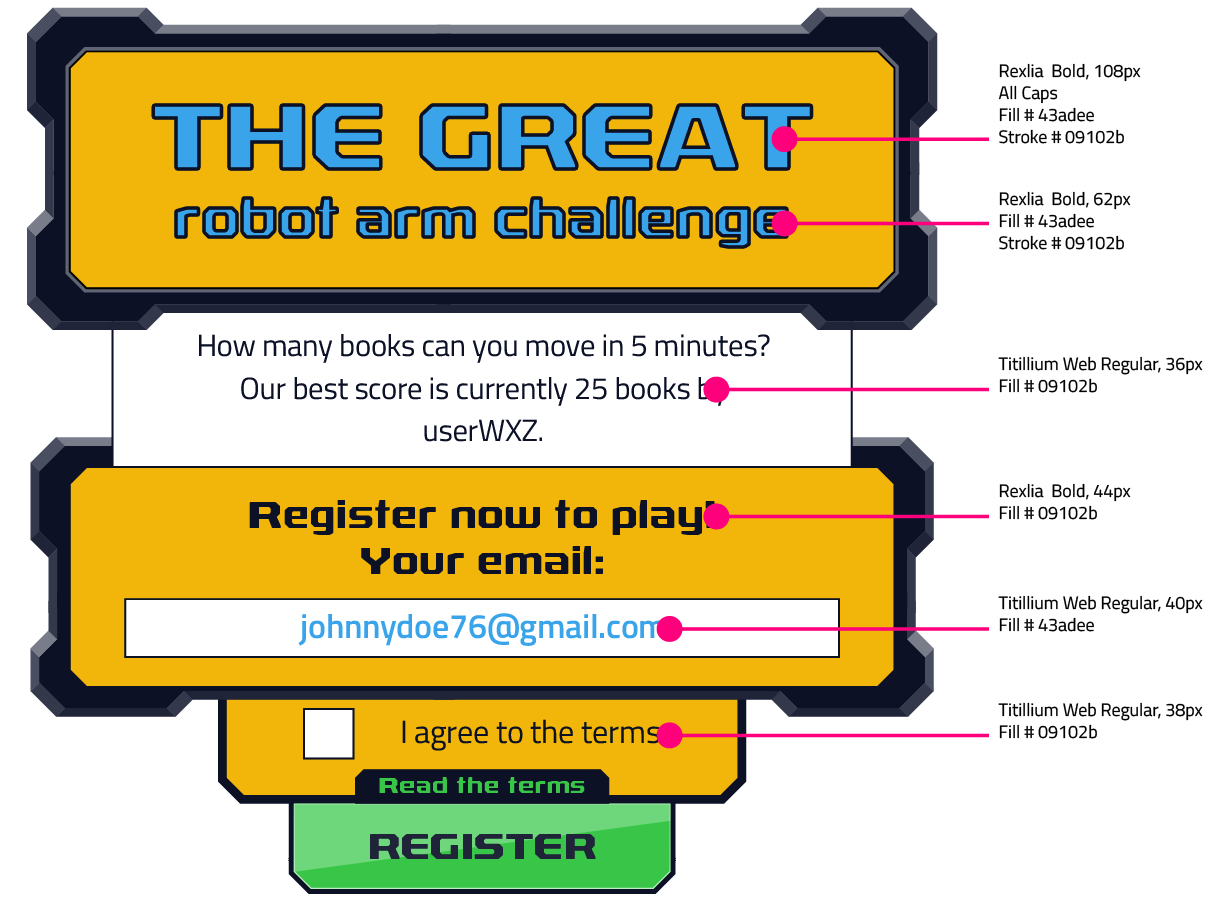 THE GREAT
robot arm challenge
How many books can you move in 5 minutes?
Our best score is currently 25 books by
userWXZ.
Register now to play!
Your email:
johnnydoe76@gmail.com
I agree to the terms
Read the terms
REGISTER
Rexlia Bold, 108px
All Caps
Fill # 43adee
Stroke # 09102b
Rexlia Bold, 62px
Fill # 43adee
Stroke # 09102b
Titillium Web Regular, 36px
Fill # 09102b
Rexlia Bold, 44px
Fill # 09102b
Titillium Web Regular, 40px
Fill # 43adee
Titillium Web Regular, 38px
Fill # 09102b